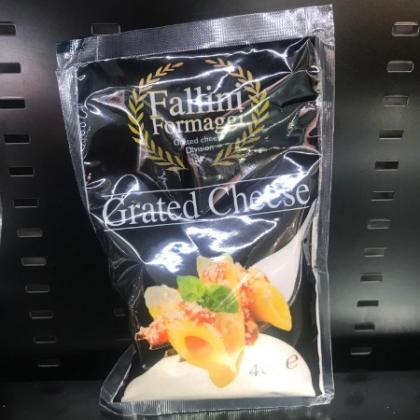 Fallini
Formaggi
Grated cheese
Division
Grated Cheese